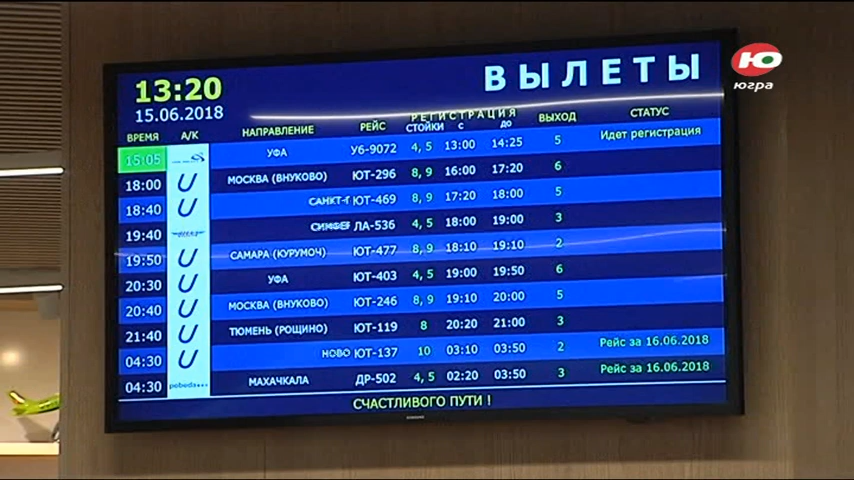 Ю
югра
13:20
ВЫЛЕТЫ
15.06.2018
ВРЕМЯ А/К НАПРАВЛЕНИЕ РЕЙС РЕГИСТРАЦИЯ СТОЙКИ с до ВЫХОД СТАТУС
15:05 УФА У6-9072 4, 5 13:00 14:25 5 Идет регистрация
18:00 МОСКВА (ВНУКОВО) ЮТ-296 8, 9 16:00 17:20 6
18:40 САНКТ-Г ЮТ-469 8, 9 17:20 18:00 5
19:40 СИМФЕР ЛА-536 4, 5 18:00 19:00 3
19:50 САМАРА (КУРУМОЧ) ЮТ-477 8, 9 18:10 19:10 2
20:30 УФА ЮТ-403 4, 5 19:00 19:50 6
20:40 МОСКВА (ВНУКОВО) ЮТ-246 8, 9 19:10 20:00 5
21:40 ТЮМЕНЬ (РОЩИНО) ЮТ-119 8 20:20 21:00 3
04:30 НОВО ЮТ-137 10 03:10 03:50 2 Рейс за 16.06.2018
04:30 pobeda МАХАЧКАЛА ДР-502 4, 5 02:20 03:50 3 Рейс за 16.06.2018
СЧАСТЛИВОГО ПУТИ !